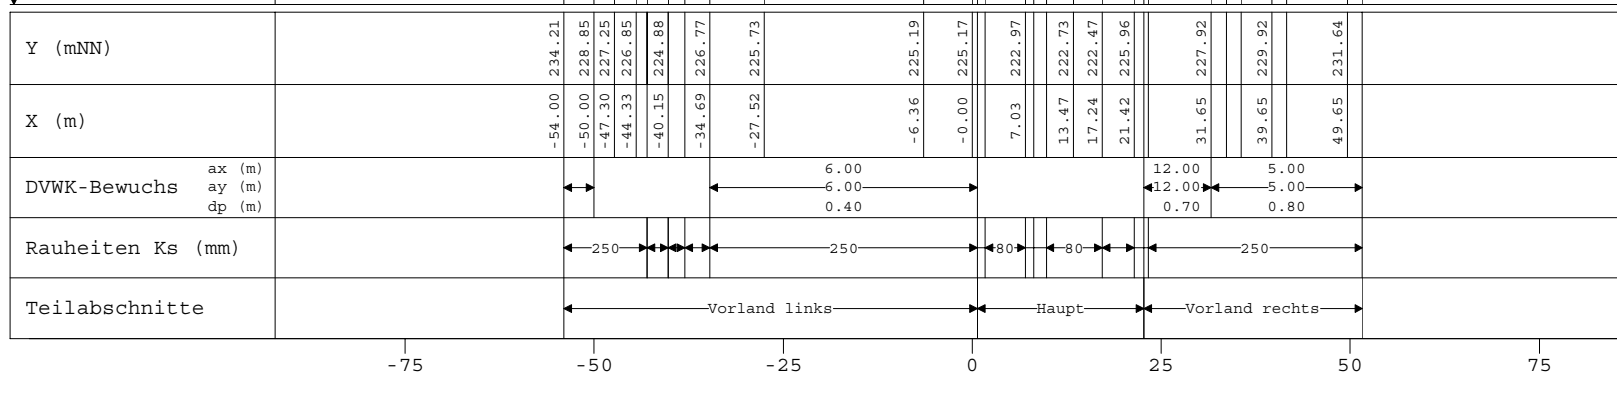 Y (mNN) 234.21 228.85 227.25 226.85 224.88 226.77 225.73 225.19 225.17 222.97 222.73 222.47 225.96 227.92 229.92 231.64
X (m) -54.00 -50.00 -47.30 -44.33 -40.15 -34.69 -27.52 -6.36 -0.00 7.03 13.47 17.24 21.42 31.65 39.65 49.65
ax (m) 6.00 12.00 5.00
DVWK-Bewuchs ay (m) 6.00 12.00 5.00
dp (m) 0.40 0.70 0.80
Rauheiten Ks (mm) 250 250 80 80 250
Teilabschnitte Vorland links Haupt Vorland rechts
-75 -50 -25 0 25 50 75